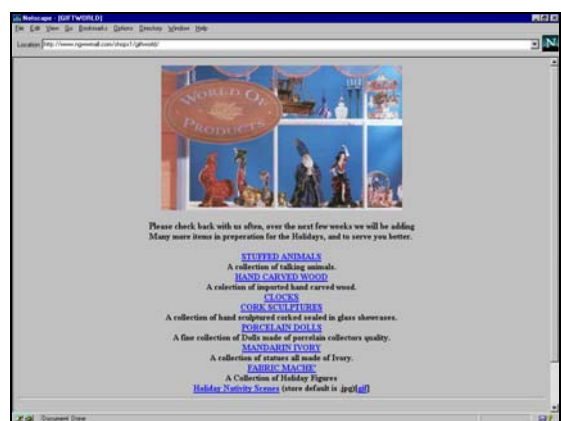 Netscape - [GIFTWORLD]
File Edit View Go Bookmarks Options Directory Window Help
Location: http://www.ngwwmall.com/shops1/giftworld/
WORLD OF
PRODUCTS
Please check back with us often, over the next few weeks we will be adding
Many more items in preperation for the Holidays, and to serve you better.
STUFFED ANIMALS
A collection of talking animals.
HAND CARVED WOOD
A colection of imported hand carved wood.
CLOCKS
CORK SCULPTURES
A collection of hand sculptured corked sealed in glass showcases.
PORCELAIN DOLLS
A fine collection of Dolls made of porcelain collectors quality.
MANDARIN IVORY
A collection of statues all made of Ivory.
FABRIC MACHE'
A Collection of Holiday Figures
Holiday Nativity Scenes (store default is .jpg)[gif]
Document: Done